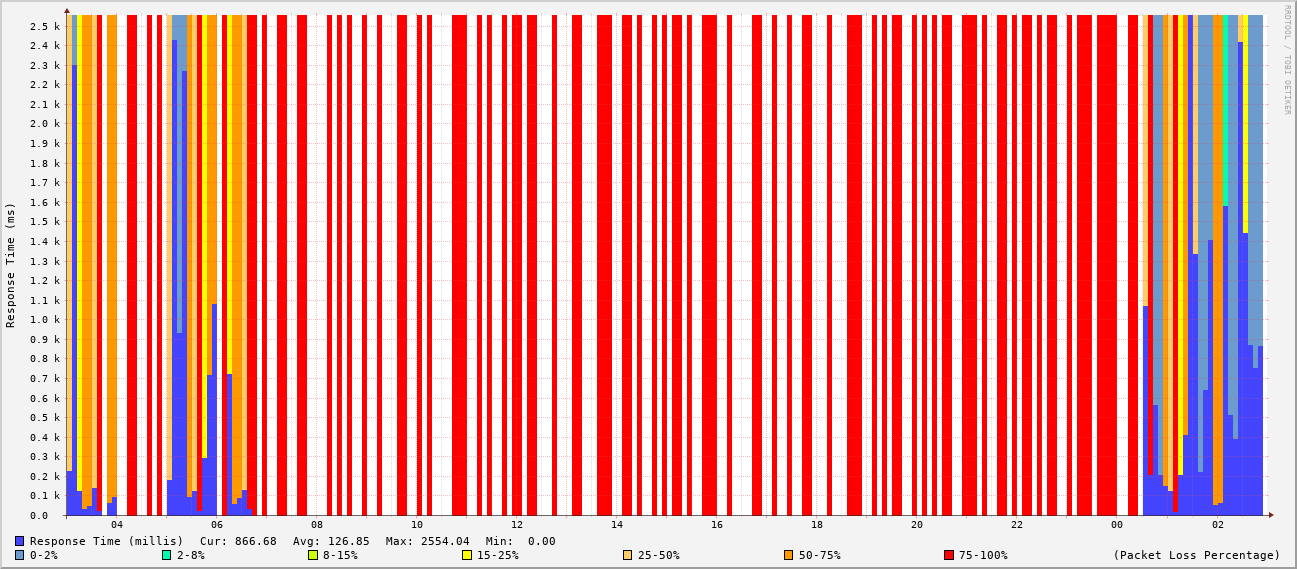 RRDTOOL / TOBI OETIKER
Response Time (ms)
2.5 k
2.4 k
2.3 k
2.2 k
2.1 k
2.0 k
1.9 k
1.8 k
1.7 k
1.6 k
1.5 k
1.4 k
1.3 k
1.2 k
1.1 k
1.0 k
0.9 k
0.8 k
0.7 k
0.6 k
0.5 k
0.4 k
0.3 k
0.2 k
0.1 k
0.0
04 06 08 10 12 14 16 18 20 22 00 02
Response Time (millis) Cur: 866.68 Avg: 126.85 Max: 2554.04 Min: 0.00
0-2% 2-8% 8-15% 15-25% 25-50% 50-75% 75-100% (Packet Loss Percentage)